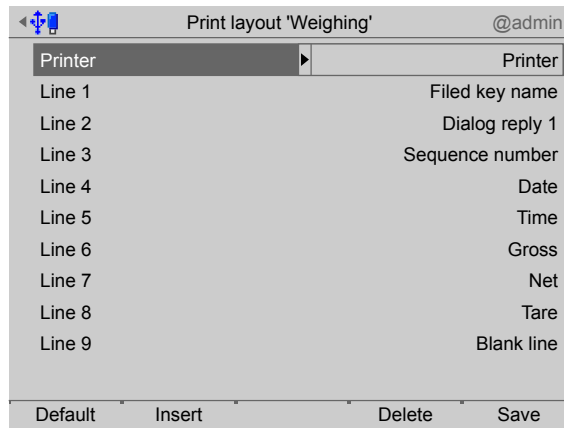 Print layout 'Weighing' @admin
Printer Printer
Line 1 Filed key name
Line 2 Dialog reply 1
Line 3 Sequence number
Line 4 Date
Line 5 Time
Line 6 Gross
Line 7 Net
Line 8 Tare
Line 9 Blank line
Default Insert Delete Save